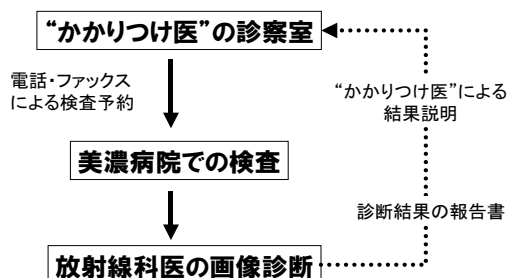 “かかりつけ医”の診察室
電話・ファックス
による検査予約
“かかりつけ医”による
結果説明
美濃病院での検査
診断結果の報告書
放射線科医の画像診断